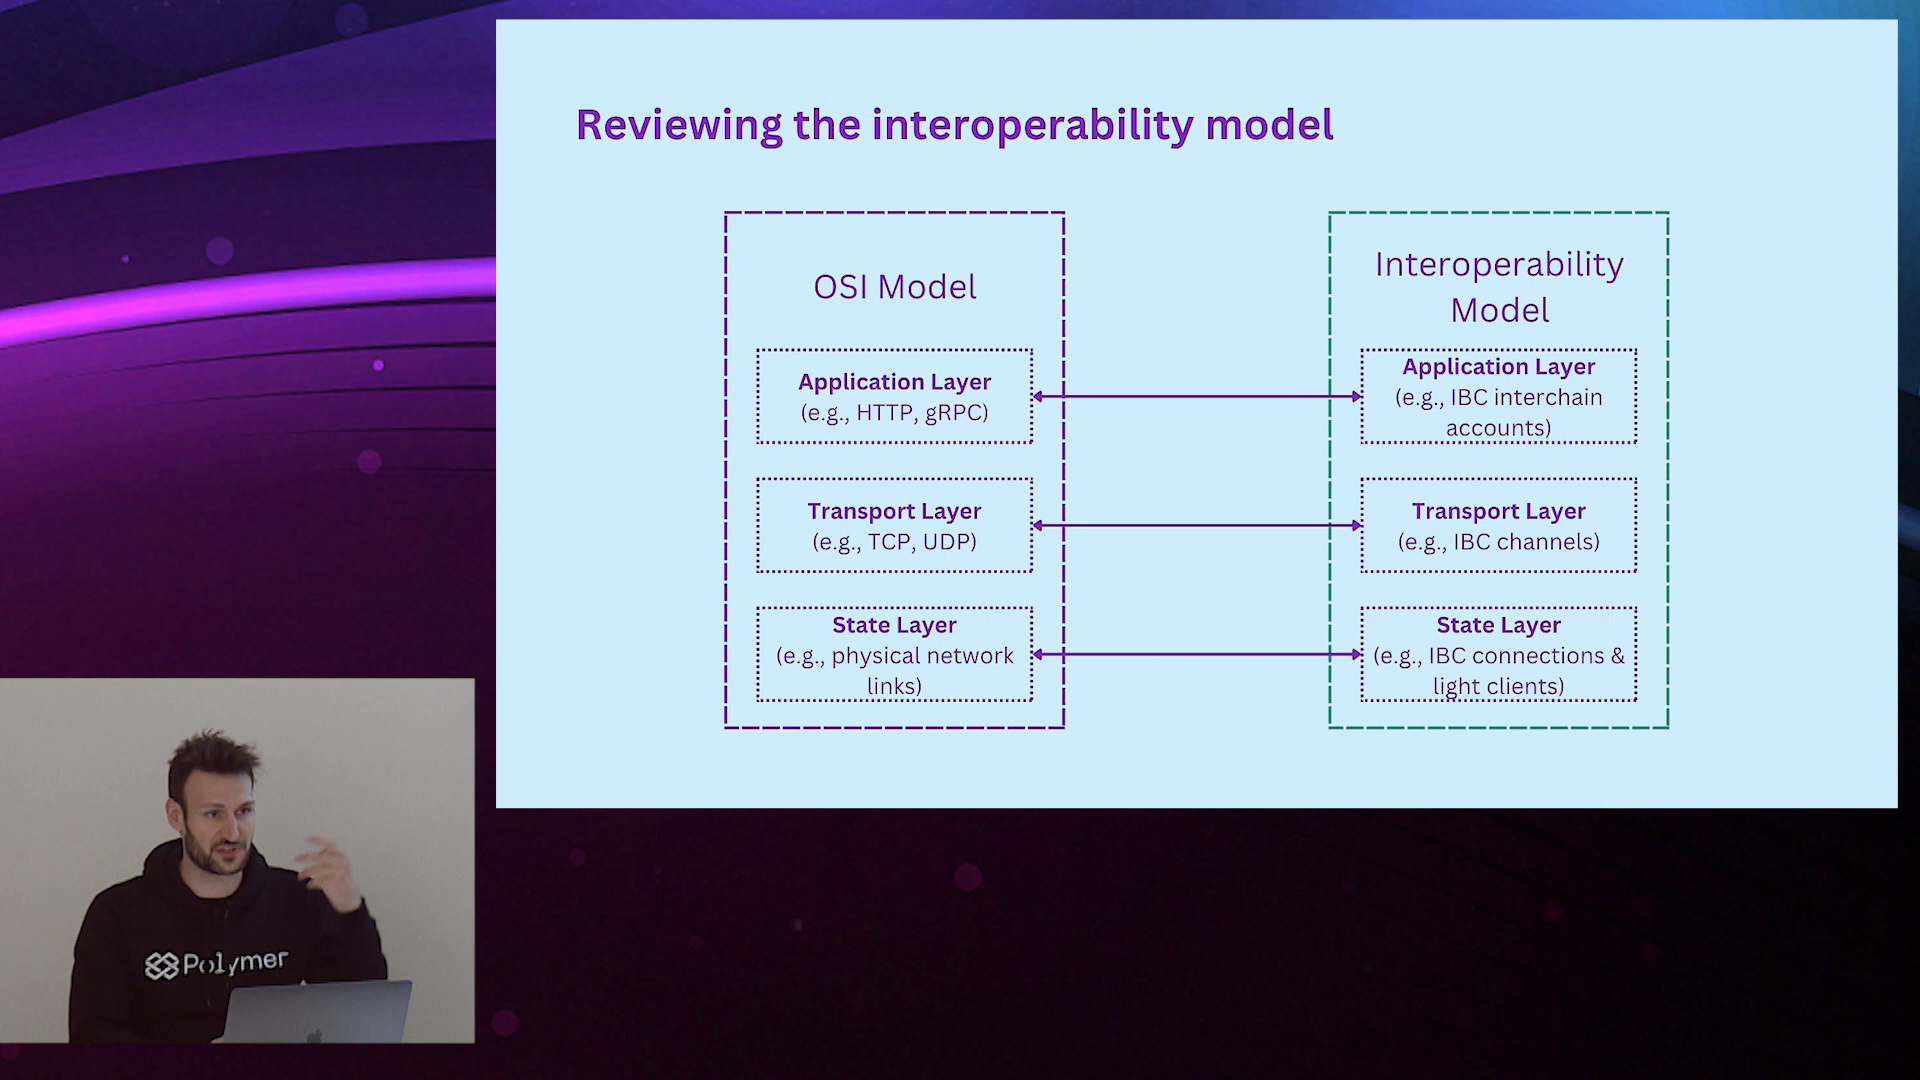 Reviewing the interoperability model
OSI Model
Application Layer
(e.g., HTTP, gRPC)
Transport Layer
(e.g., TCP, UDP)
State Layer
(e.g., physical network
links)
Interoperability
Model
Application Layer
(e.g., IBC interchain
accounts)
Transport Layer
(e.g., IBC channels)
State Layer
(e.g., IBC connections &
light clients)
Polymer